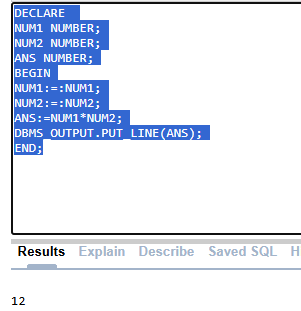 DECLARE
NUM1 NUMBER;
NUM2 NUMBER;
ANS NUMBER;
BEGIN
NUM1:=:NUM1;
NUM2:=:NUM2;
ANS:=NUM1*NUM2;
DBMS_OUTPUT.PUT_LINE(ANS);
END;
Results Explain Describe Saved SQL H
12